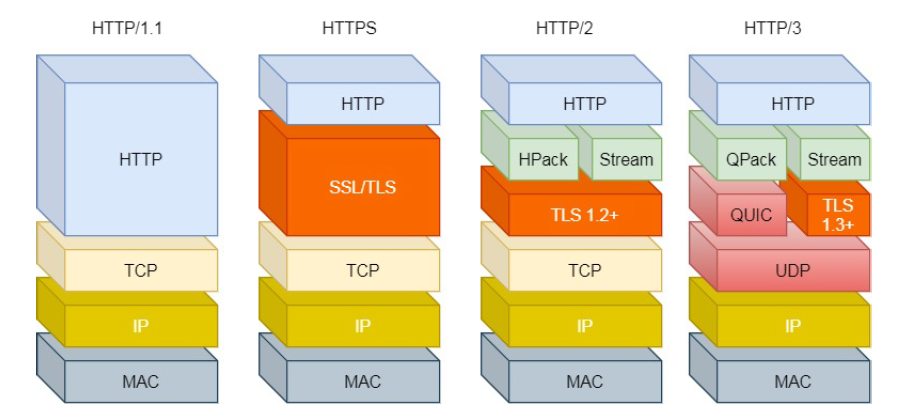 HTTP/1.1
HTTPS
HTTP/2
HTTP/3
HTTP
TCP
IP
MAC
HTTP
SSL/TLS
TCP
IP
MAC
HTTP
HPack
Stream
TLS 1.2+
TCP
IP
MAC
HTTP
QPack
Stream
QUIC
TLS
1.3+
UDP
IP
MAC